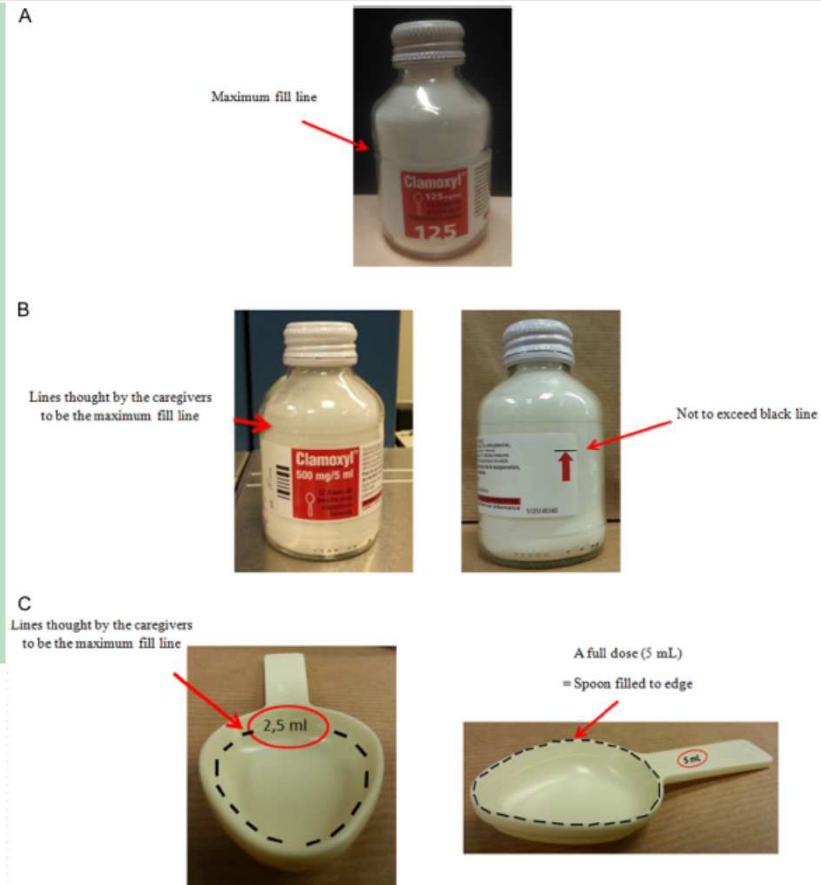 A
Maximum fill line
Clamoxyl
125
125
B
Lines thought by the caregivers
to be the maximum fill line
Clamoxyl
500 mg/5 ml
Not to exceed black line
C
Lines thought by the caregivers
to be the maximum fill line
2,5 ml
A full dose (5 mL)
= Spoon filled to edge
5 mL